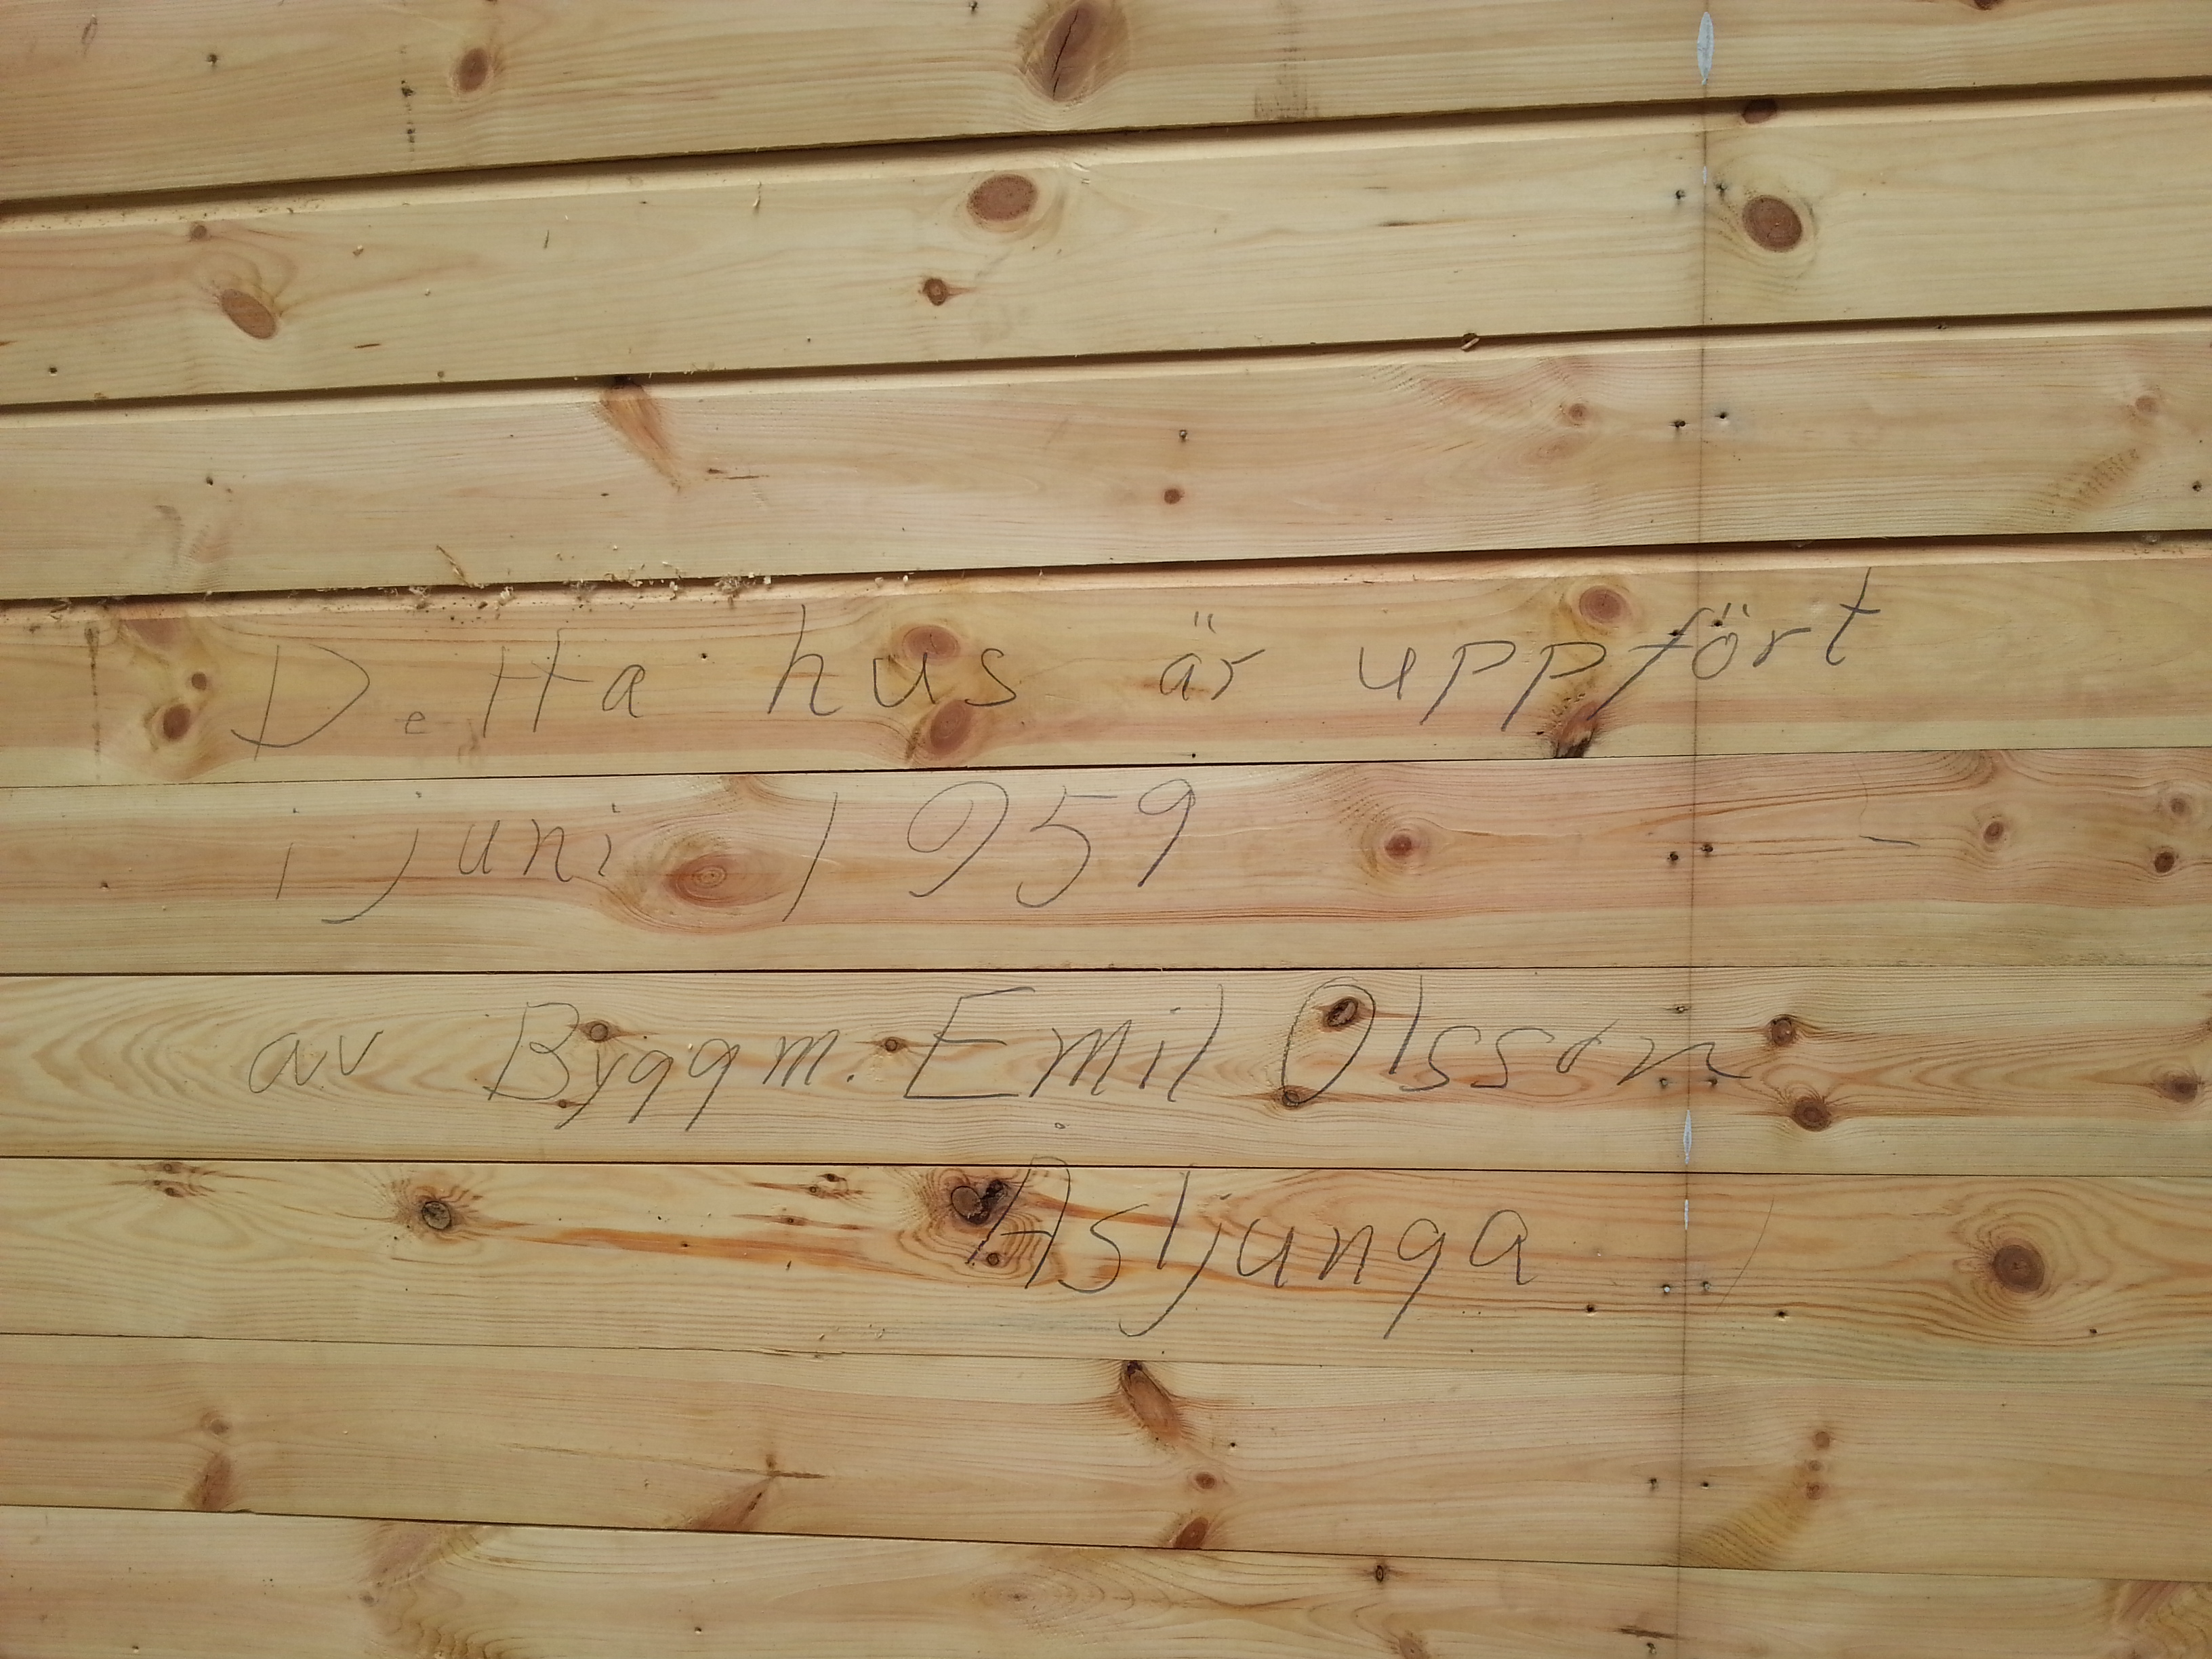 Detta hus är uppfört
i juni 1959
av Byggm. Emil Olsson
Åsljunga